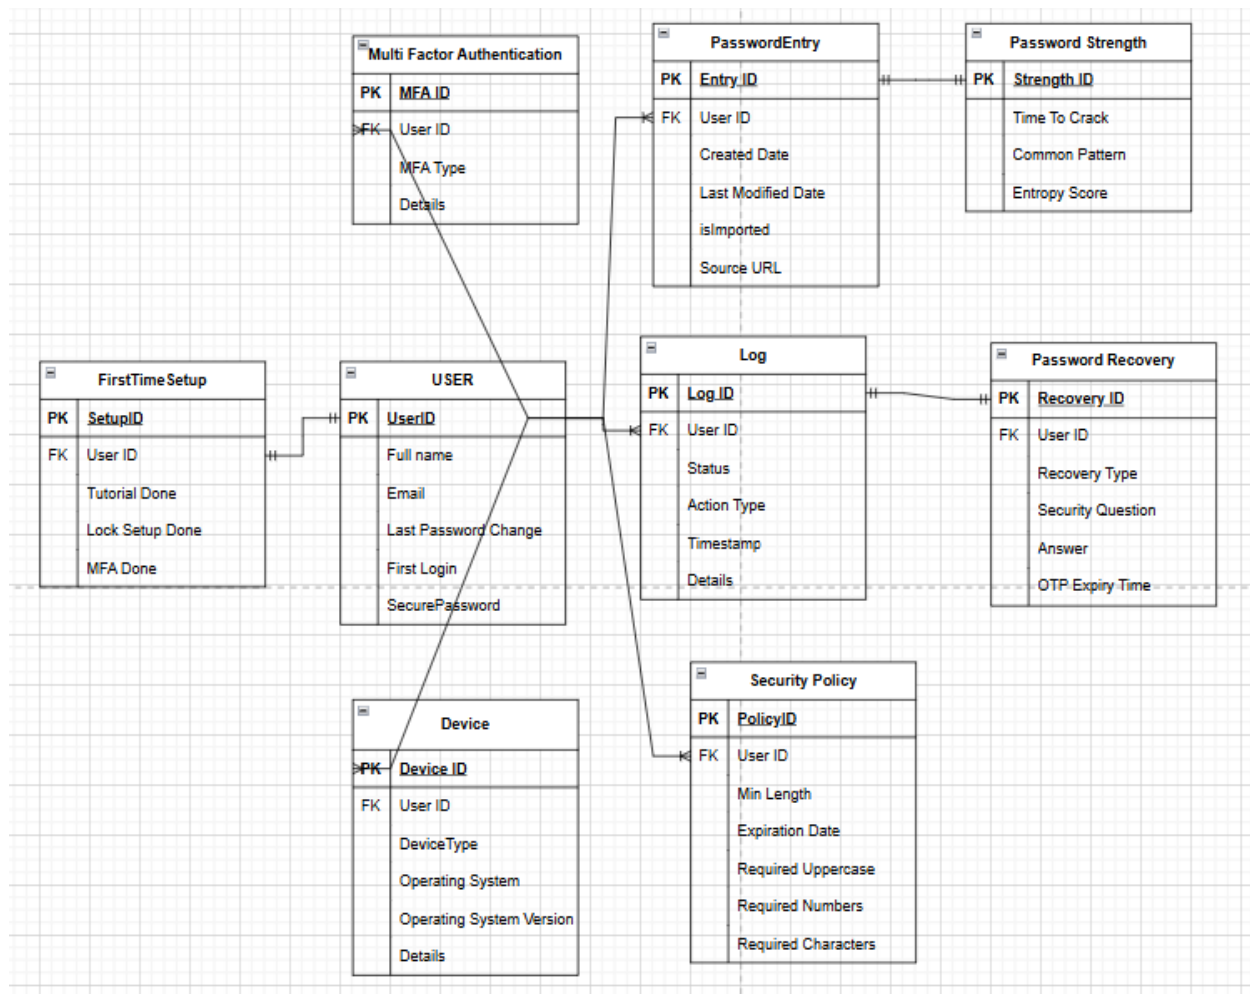 Multi Factor Authentication
PK MFA ID
FK User ID
MFA Type
Details
PasswordEntry
PK Entry ID
FK User ID
Created Date
Last Modified Date
isImported
Source URL
Password Strength
PK Strength ID
Time To Crack
Common Pattern
Entropy Score
FirstTimeSetup
PK SetupID
FK User ID
Tutorial Done
Lock Setup Done
MFA Done
USER
PK UserID
Full name
Email
Last Password Change
First Login
SecurePassword
Log
PK Log ID
FK User ID
Status
Action Type
Timestamp
Details
Password Recovery
PK Recovery ID
FK User ID
Recovery Type
Security Question
Answer
OTP Expiry Time
Device
PK Device ID
FK User ID
DeviceType
Operating System
Operating System Version
Details
Security Policy
PK PolicyID
FK User ID
Min Length
Expiration Date
Required Uppercase
Required Numbers
Required Characters